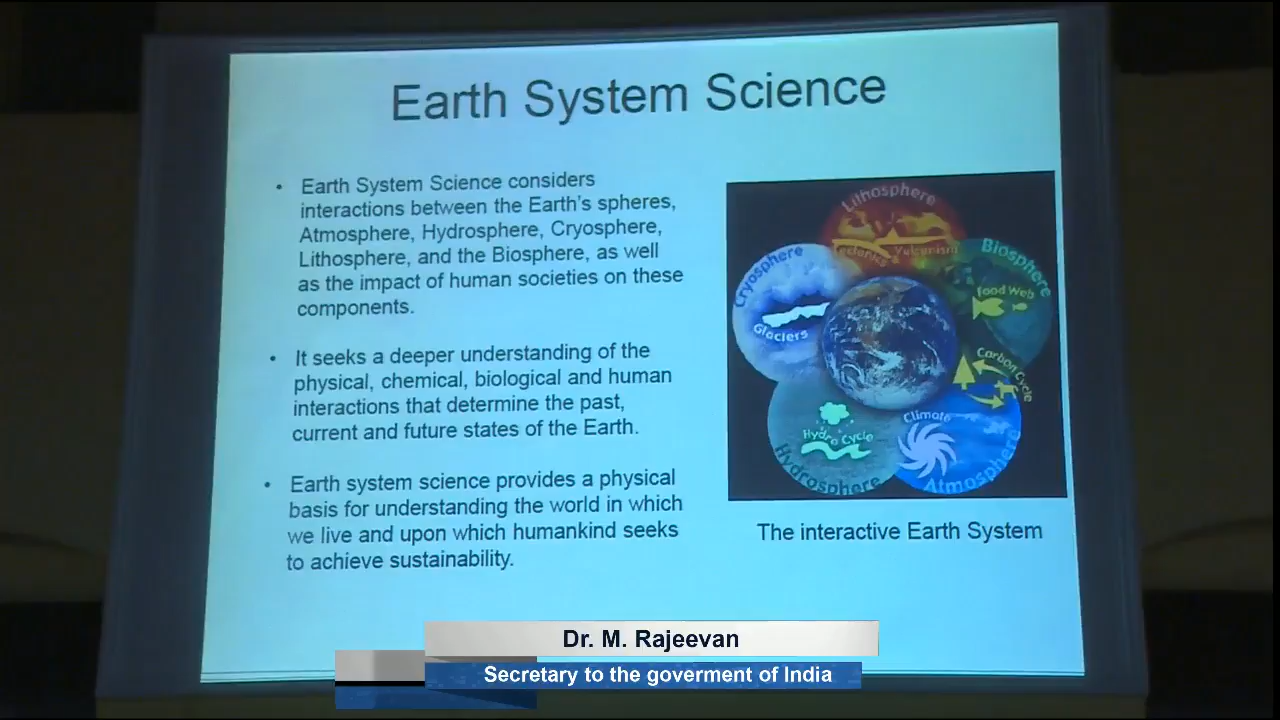 Earth System Science
• Earth System Science considers
interactions between the Earth's spheres,
Atmosphere, Hydrosphere, Cryosphere,
Lithosphere, and the Biosphere, as well
as the impact of human societies on these
components.
• It seeks a deeper understanding of the
physical, chemical, biological and human
interactions that determine the past,
current and future states of the Earth.
• Earth system science provides a physical
basis for understanding the world in which
we live and upon which humankind seeks
to achieve sustainability.
Lithosphere
Tectonics & Vulcanism
Cryosphere
Glaciers
Biosphere
Food Web
Carbon Cycle
Climate
Atmosphere
Hydro Cycle
Hydrosphere
The interactive Earth System
Dr. M. Rajeevan
Secretary to the goverment of India